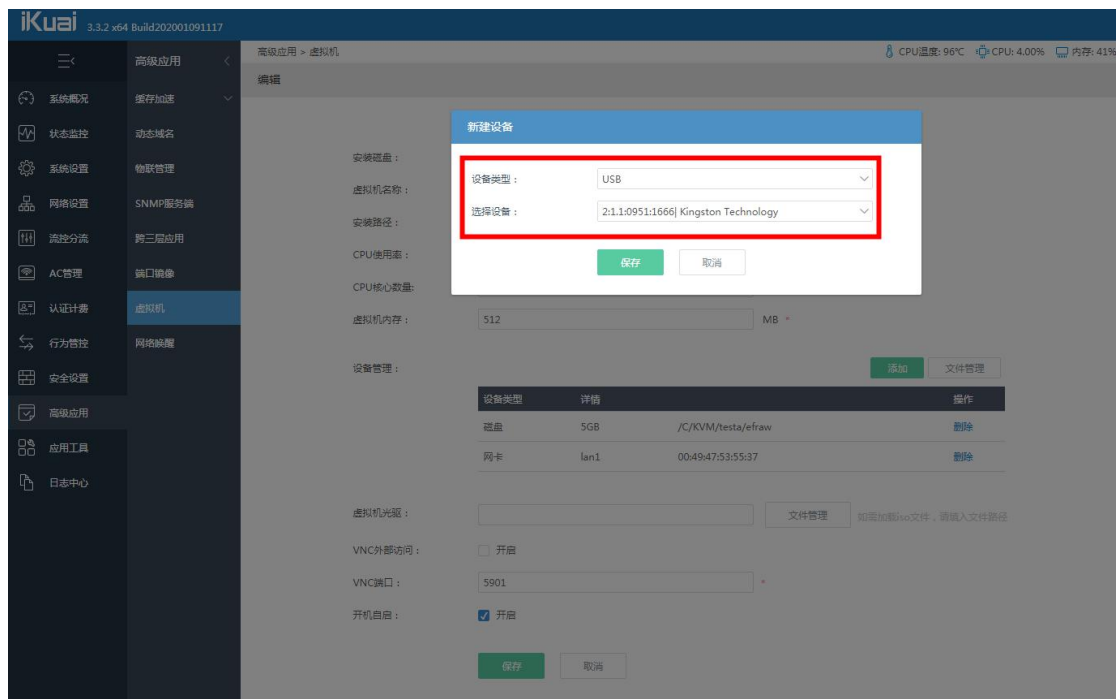 iKuai 3.3.2 x64 Build202001091117
高级应用
高级应用 > 虚拟机
CPU温度: 96℃ CPU: 4.00% 内存: 41%
编辑
系统概况
状态监控
系统设置
网络设置
流控分流
AC管理
认证计费
行为管控
安全设置
高级应用
应用工具
日志中心
缓存加速
动态域名
物联管理
SNMP服务端
跨三层应用
端口镜像
虚拟机
网络唤醒
新建设备
设备类型： USB
选择设备： 2:1.1:0951:1666| Kingston Technology
保存 取消
安装磁盘：
虚拟机名称：
安装路径：
CPU使用率：
CPU核心数量:
虚拟机内存： 512 MB *
设备管理： 添加 文件管理
设备类型 详情 操作
磁盘 5GB /C/KVM/testa/efraw 删除
网卡 lan1 00:49:47:53:55:37 删除
虚拟机光驱： 文件管理 如需加载iso文件，请输入文件路径
VNC外部访问： 开启
VNC端口： 5901 *
开机自启： 开启
保存 取消